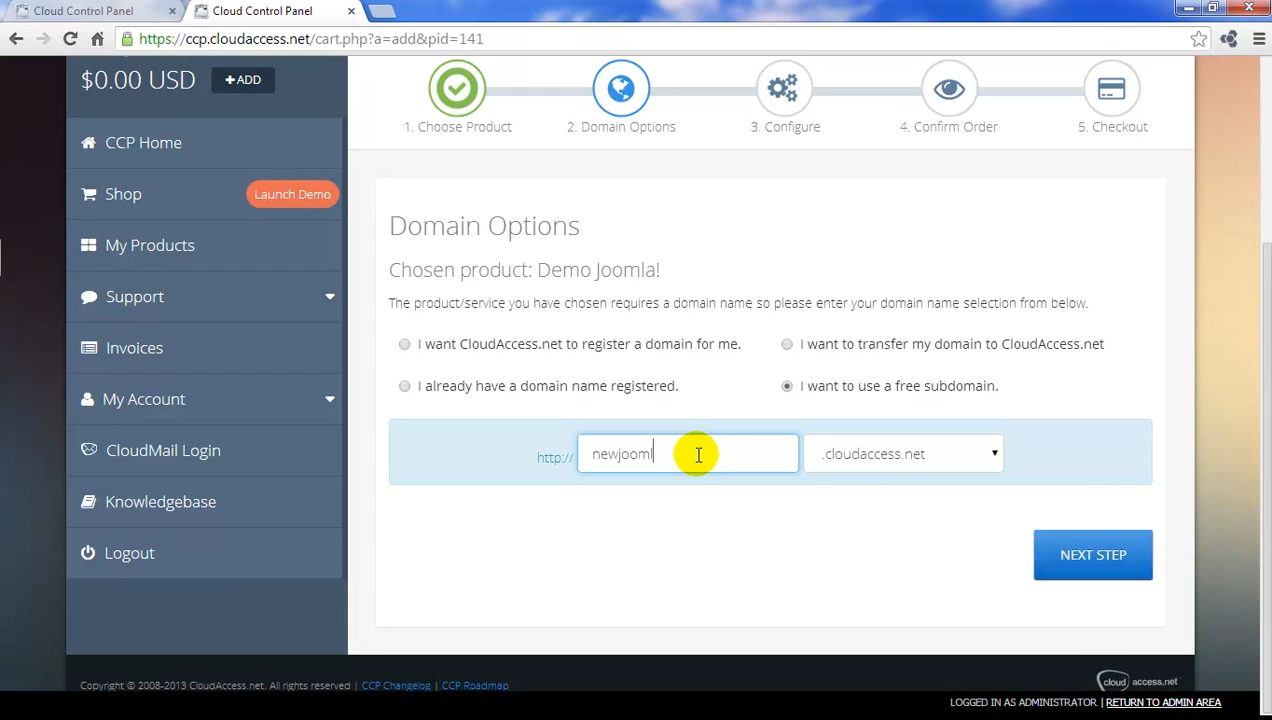 Cloud Control Panel
Cloud Control Panel
https://ccp.cloudaccess.net/cart.php?a=add&pid=141
$0.00 USD
+ADD
CCP Home
Shop
Launch Demo
My Products
Support
Invoices
My Account
CloudMail Login
Knowledgebase
Logout
1. Choose Product
2. Domain Options
3. Configure
4. Confirm Order
5. Checkout
Domain Options
Chosen product: Demo Joomla!
The product/service you have chosen requires a domain name so please enter your domain name selection from below.
I want CloudAccess.net to register a domain for me.
I want to transfer my domain to CloudAccess.net
I already have a domain name registered.
I want to use a free subdomain.
http://
newjooml
.cloudaccess.net
NEXT STEP
Copyright © 2008-2013 CloudAccess.net. All rights reserved | CCP Changelog | CCP Roadmap
cloud access.net
LOGGED IN AS ADMINISTRATOR | RETURN TO ADMIN AREA